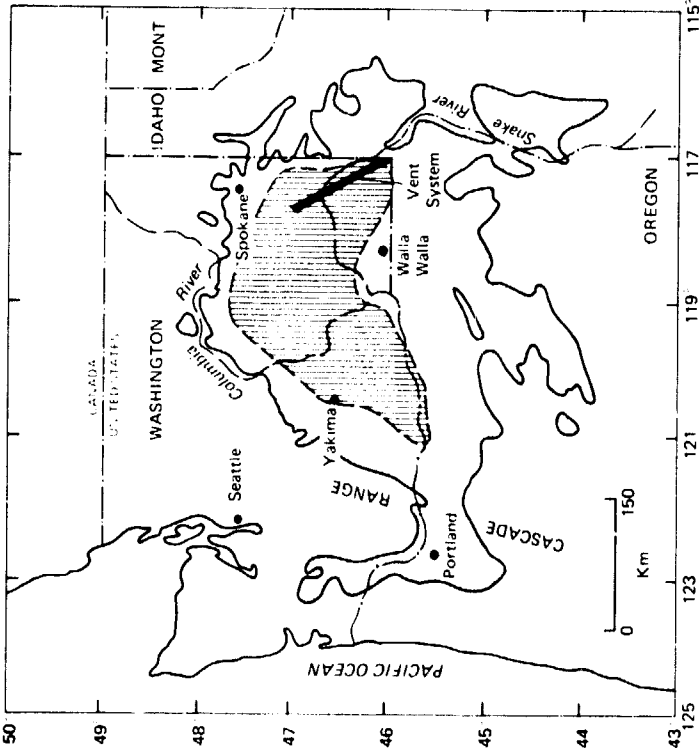 50
49
48
47
46
45
44
43
125
123
121
119
117
115°
CANADA
UNITED STATES
WASHINGTON
IDAHO
MONT
Seattle
Columbia
River
Spokane
Yakima
Walla
Walla
Vent
System
Snake
River
RANGE
CASCADE
Portland
OREGON
PACIFIC OCEAN
0
150
Km